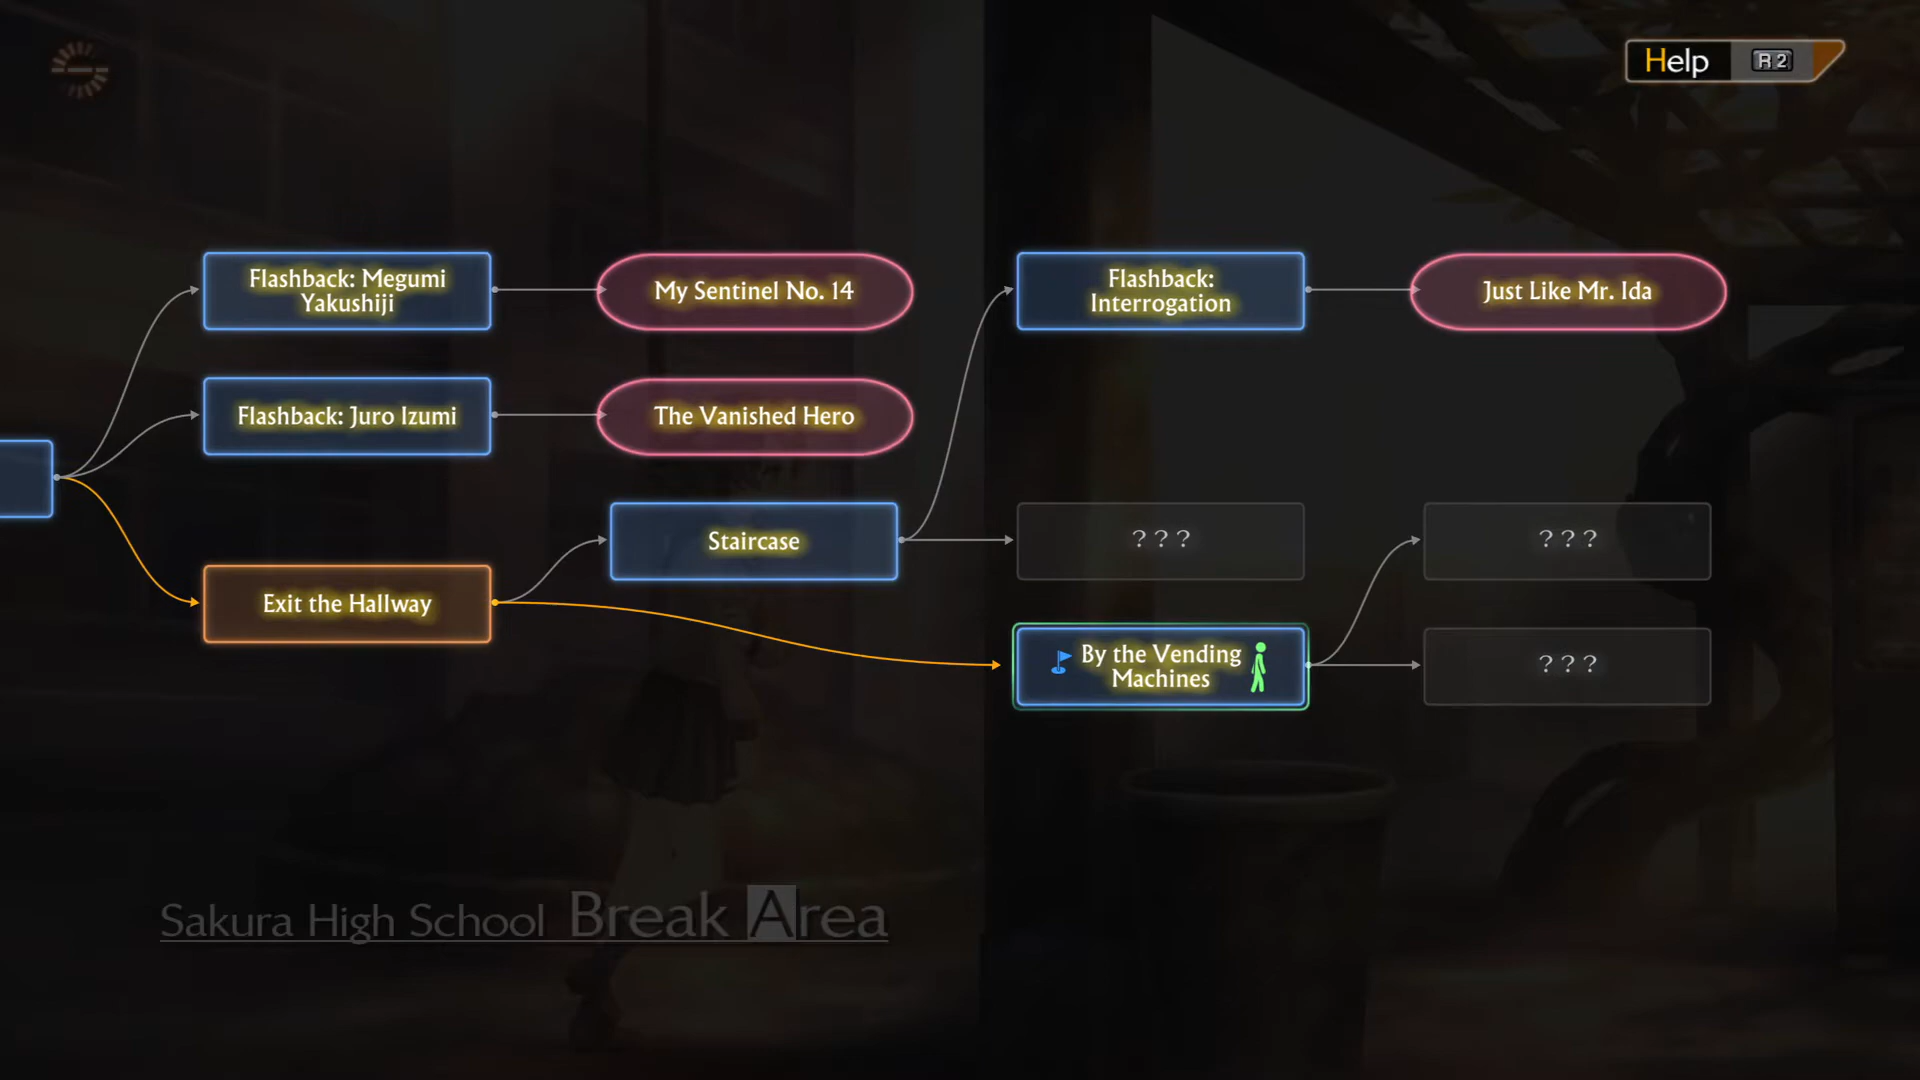 Help R2
Flashback: Megumi
Yakushiji
My Sentinel No. 14
Flashback:
Interrogation
Just Like Mr. Ida
Flashback: Juro Izumi
The Vanished Hero
Staircase
? ? ?
? ? ?
Exit the Hallway
By the Vending
Machines
? ? ?
Sakura High School Break Area